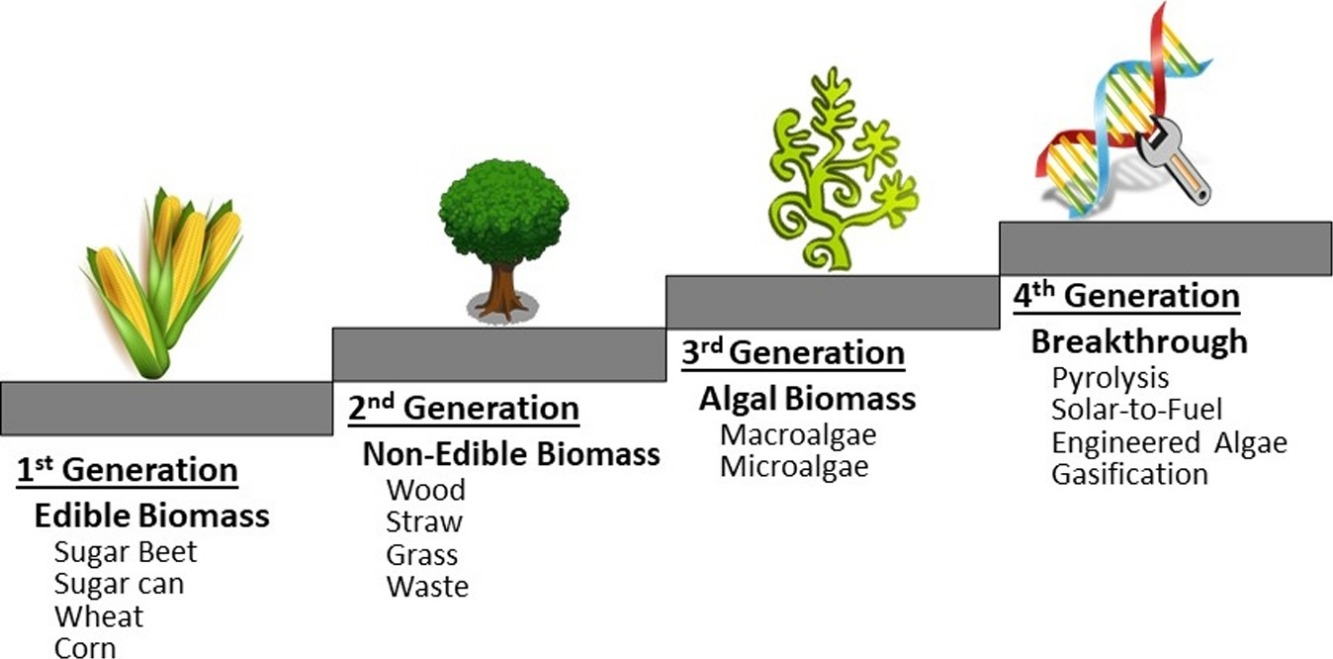 1st Generation
Edible Biomass
Sugar Beet
Sugar can
Wheat
Corn
2nd Generation
Non-Edible Biomass
Wood
Straw
Grass
Waste
3rd Generation
Algal Biomass
Macroalgae
Microalgae
4th Generation
Breakthrough
Pyrolysis
Solar-to-Fuel
Engineered Algae
Gasification